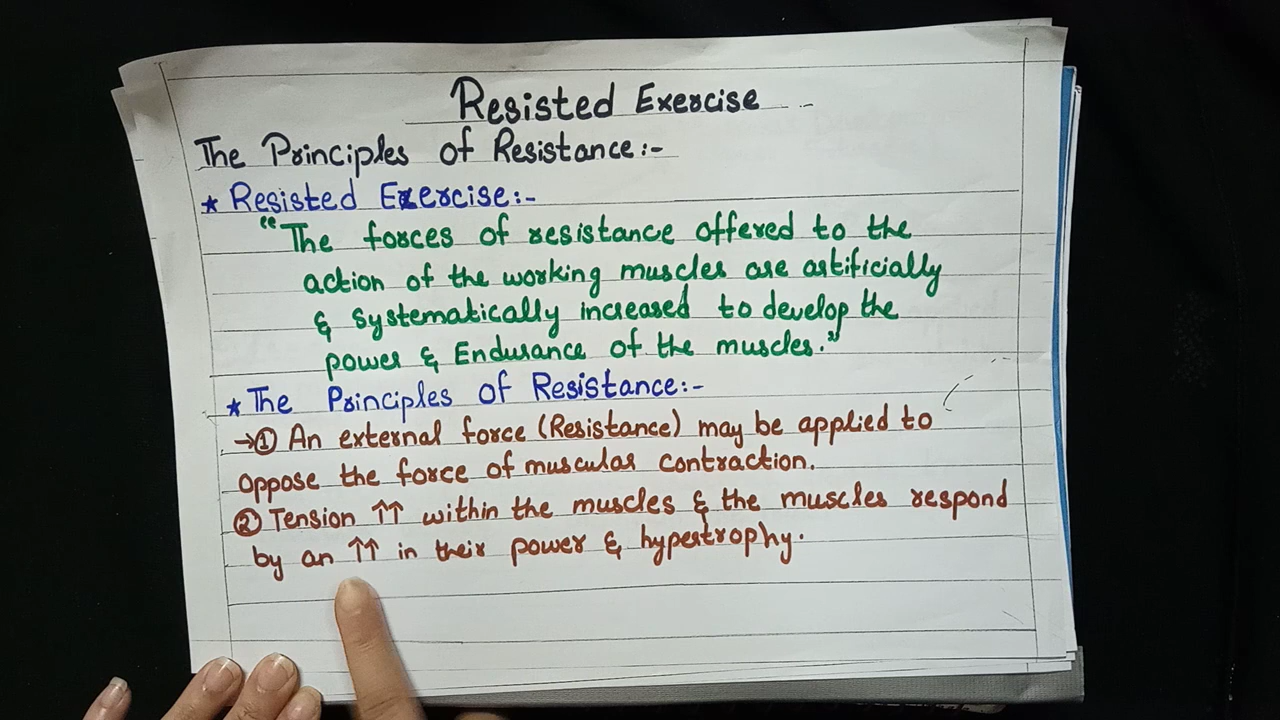 Resisted Exercise
The Principles of Resistance:-
★ Resisted Exercise:-
"The forces of resistance offered to the
action of the working muscles are artificially
& Systematically increased to develop the
power & Endurance of the muscles."
★ The Principles of Resistance:-
→① An external force (Resistance) may be applied to
oppose the force of muscular contraction.
② Tension ↑↑ within the muscles & the muscles respond
by an ↑↑ in their power & hypertrophy.